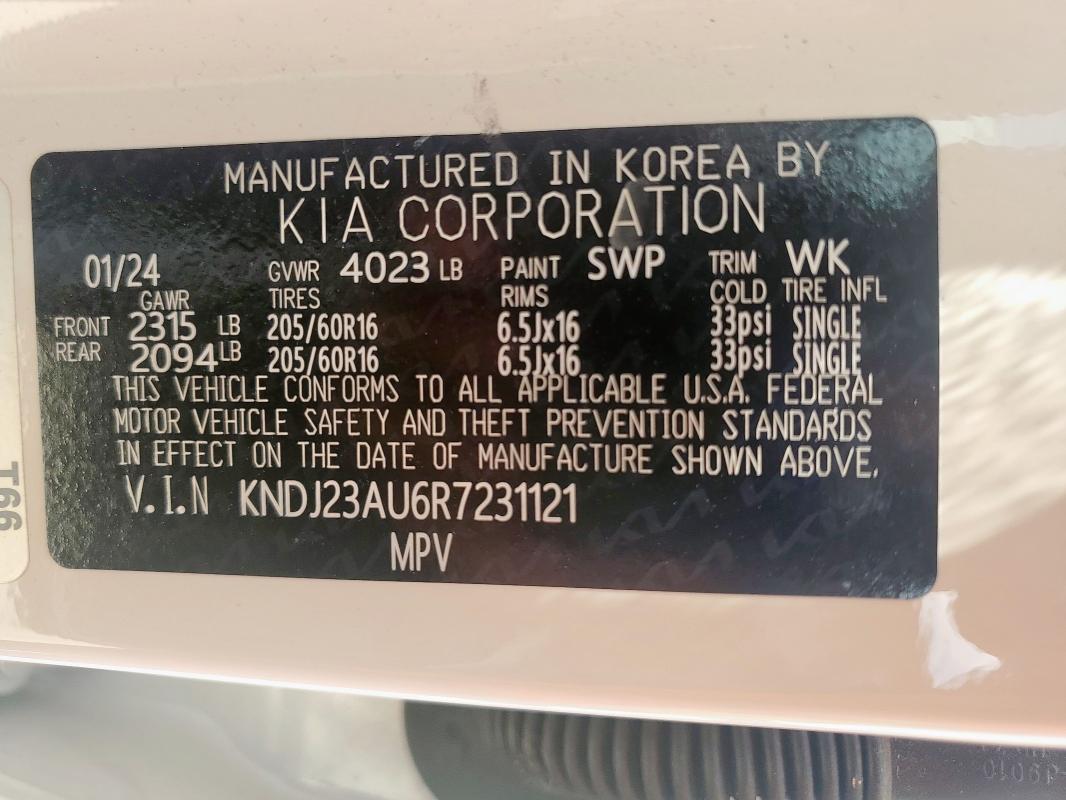 MANUFACTURED IN KOREA BY
KIA CORPORATION
01/24 GVWR 4023 LB PAINT SWP TRIM WK
GAWR TIRES RIMS COLD TIRE INFL
FRONT 2315 LB 205/60R16 6.5Jx16 33psi SINGLE
REAR 2094 LB 205/60R16 6.5Jx16 33psi SINGLE
THIS VEHICLE CONFORMS TO ALL APPLICABLE U.S.A. FEDERAL
MOTOR VEHICLE SAFETY AND THEFT PREVENTION STANDARDS
IN EFFECT ON THE DATE OF MANUFACTURE SHOWN ABOVE.
V.I.N KNDJ23AU6R7231121
MPV
T66